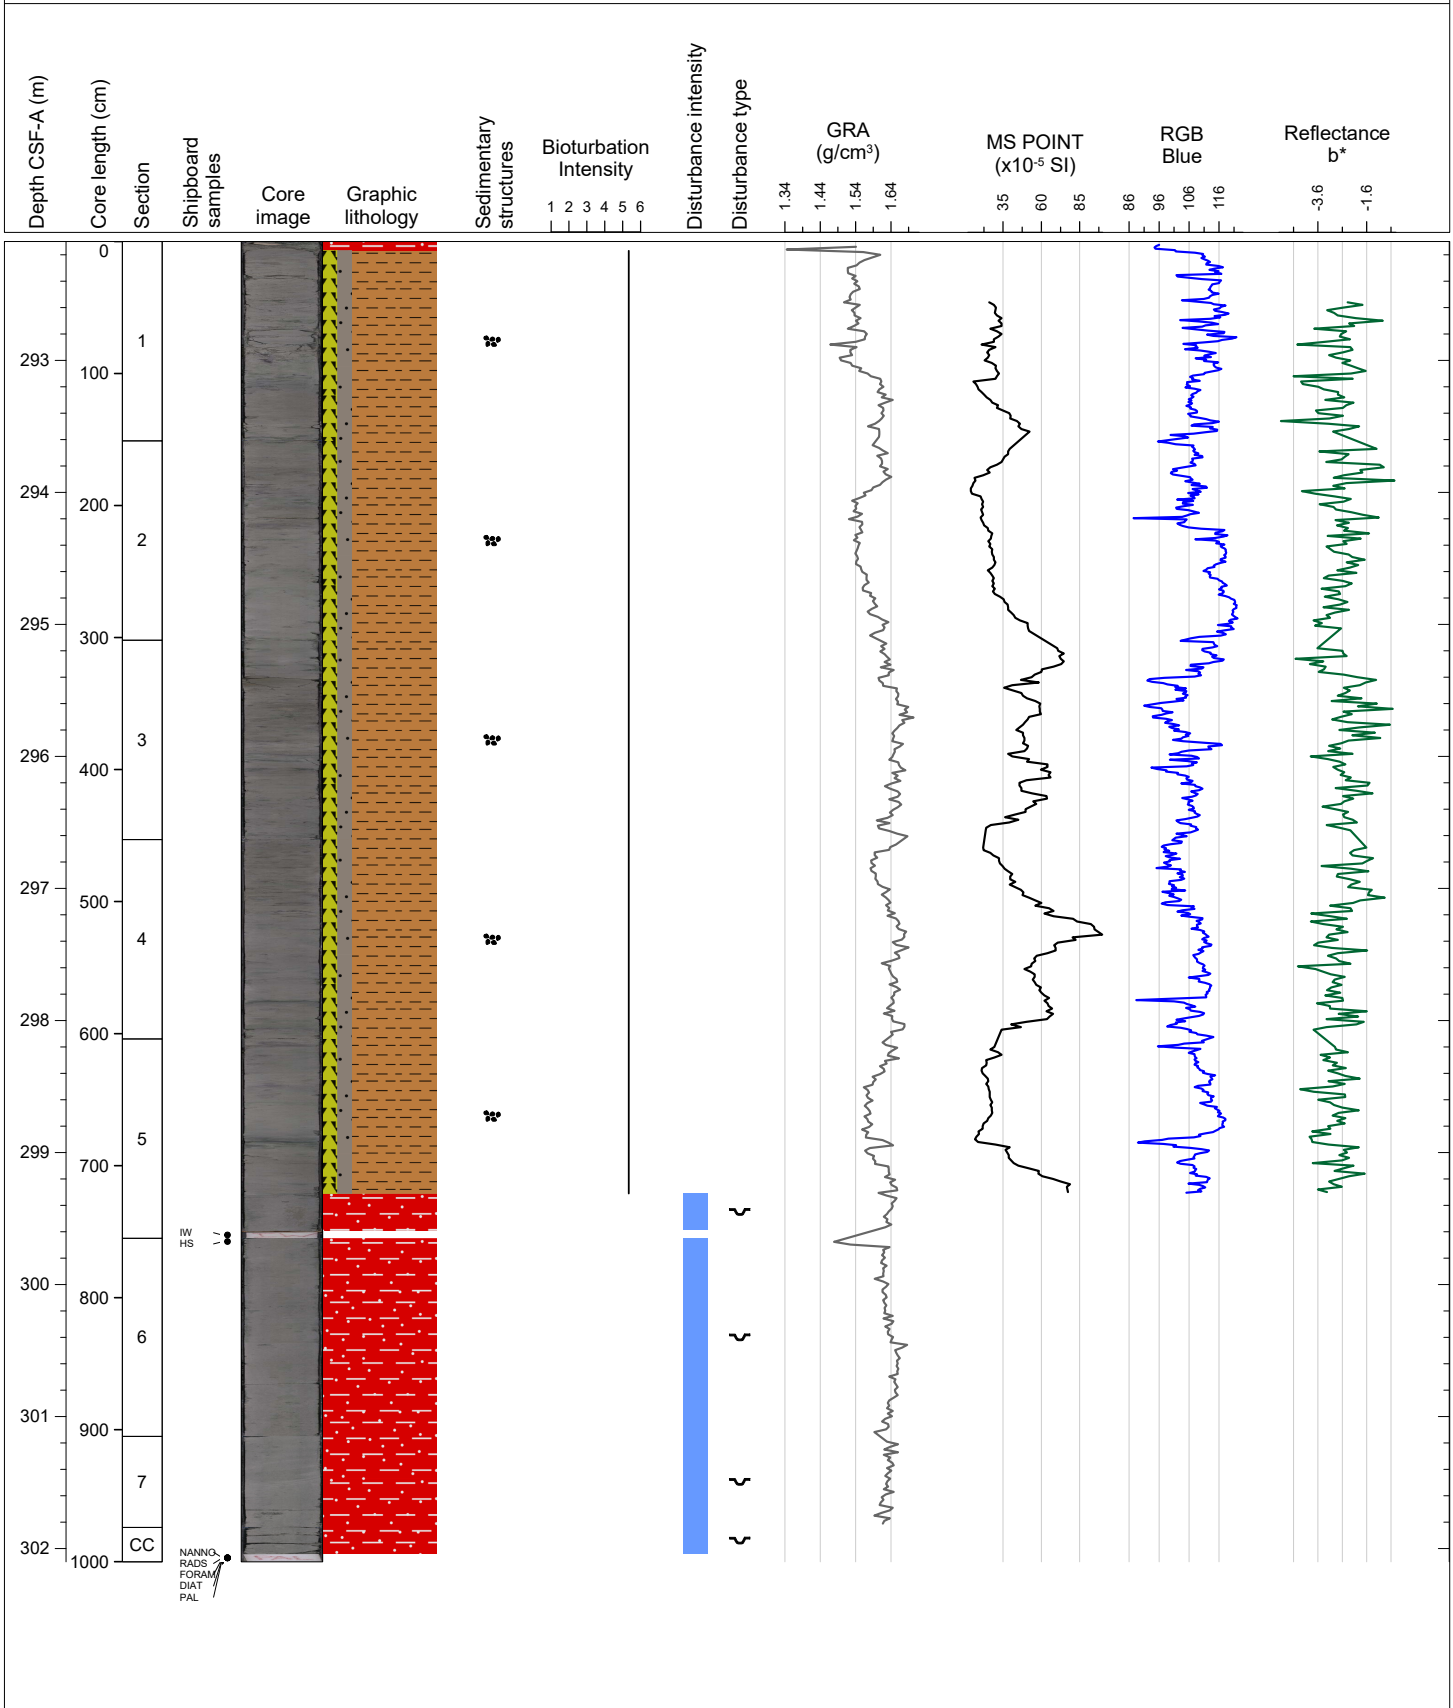 Depth CSF-A (m)
Core length (cm)
Section
Shipboard
samples
Core
image
Graphic
lithology
Sedimentary
structures
Bioturbation
Intensity
1 2 3 4 5 6
Disturbance intensity
Disturbance type
GRA
(g/cm³)
1.34 1.44 1.54 1.64
MS POINT
(x10⁻⁵ SI)
35 60 85
RGB
Blue
86 96 106 116
Reflectance
b*
-3.6 -1.6
0
1
293
100
294
200
2
295
300
3
296
400
297
500
4
298
600
5
299
700
IW
HS
300
800
6
301
900
7
CC
302
1000
NANNO
RADS
FORAM
DIAT
PAL